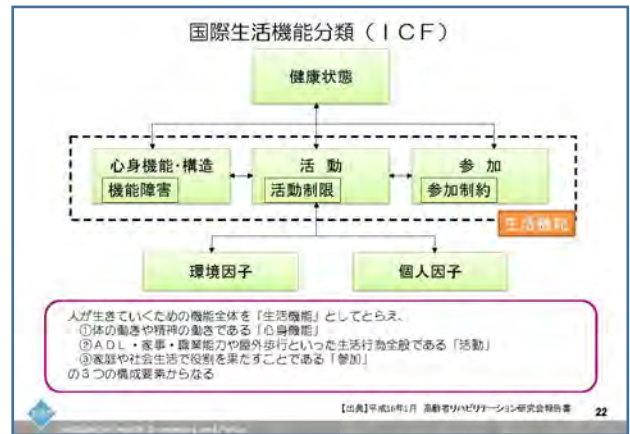 国際生活機能分類（ＩＣＦ）
健康状態
心身機能・構造
機能障害
活 動
活動制限
参 加
参加制約
生活機能
環境因子
個人因子
人が生きていくための機能全体を「生活機能」としてとらえ、
①体の働きや精神の働きである「心身機能」
②ＡＤＬ・家事・職業能力や屋外歩行といった生活行為全般である「活動」
③家庭や社会生活で役割を果たすことである「参加」
の３つの構成要素からなる
【出典】平成16年1月 高齢者リハビリテーション研究会報告書
22